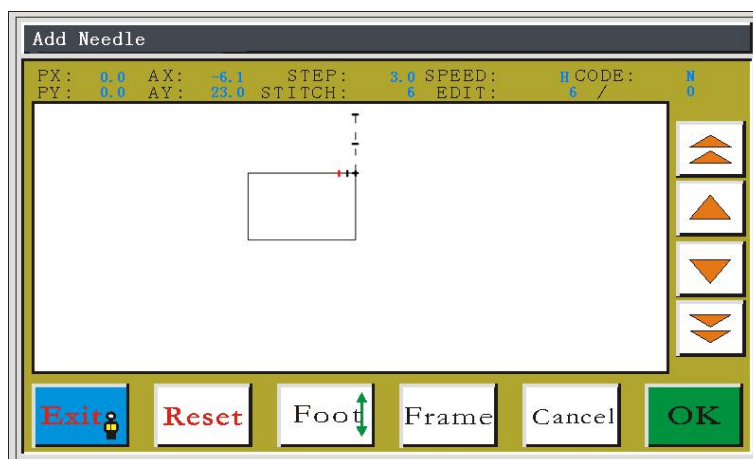 Add Needle
PX: 0.0 AX: -6.1 STEP: 3.0 SPEED: H CODE: N
PY: 0.0 AY: 23.0 STITCH: 6 EDIT: 6 / 0
Exit Reset Foot Frame Cancel OK